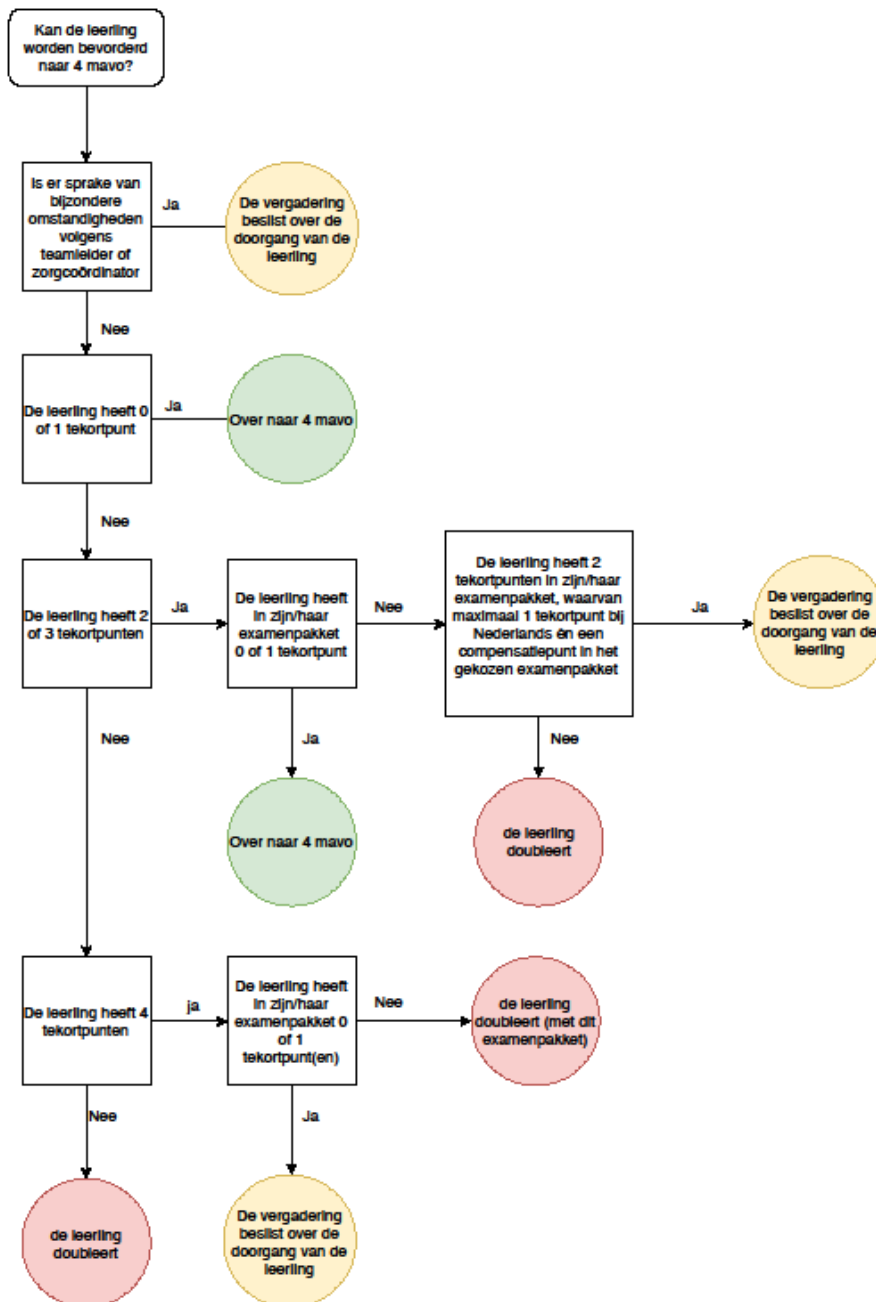 Kan de leerling
worden bevorderd
naar 4 mavo?
Is er sprake van
bijzondere
omstandigheden
volgens
teamleider of
zorgcoördinator
Ja
De vergadering
beslist over de
doorgang van de
leerling
Nee
De leerling heeft 0
of 1 tekortpunt
Ja
Over naar 4 mavo
Nee
De leerling heeft 2
of 3 tekortpunten
Ja
De leerling heeft
in zijn/haar
examenpakket
0 of 1 tekortpunt
Nee
De leerling heeft 2
tekortpunten in zijn/haar
examenpakket, waarvan
maximaal 1 tekortpunt bij
Nederlands én een
compensatiepunt in het
gekozen examenpakket
Ja
De vergadering
beslist over de
doorgang van de
leerling
Nee
Ja
Nee
Over naar 4 mavo
de leerling
doubleert
De leerling heeft 4
tekortpunten
ja
De leerling heeft
in zijn/haar
examenpakket 0
of 1
tekortpunt(en)
Nee
de leerling
doubleert (met dit
examenpakket)
Nee
Ja
de leerling
doubleert
De vergadering
beslist over de
doorgang van de
leerling